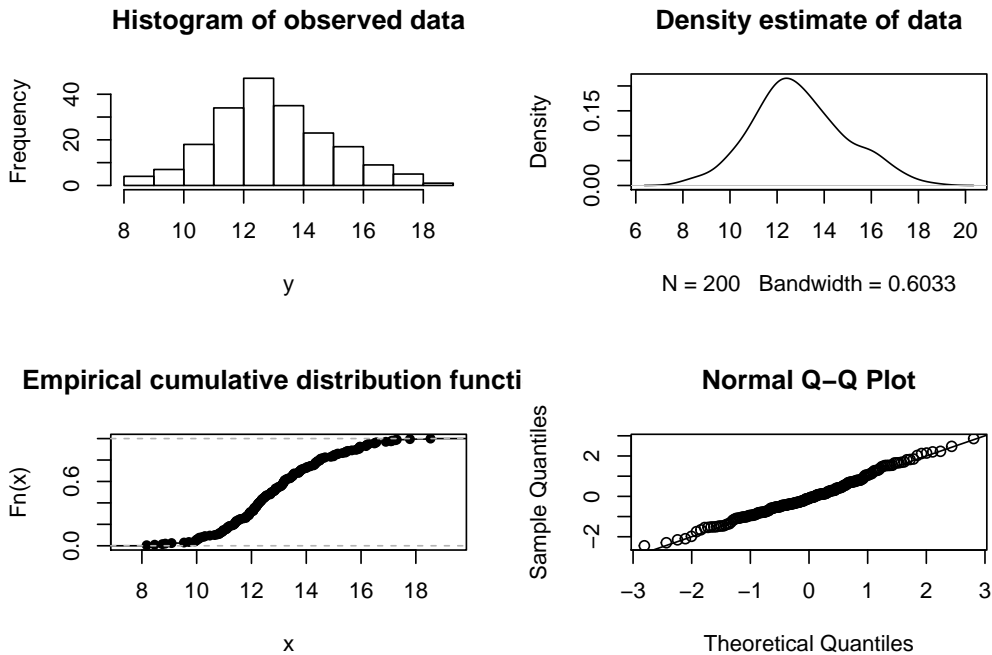 Histogram of observed data
Frequency
0 20 40
8 10 12 14 16 18
y
Density estimate of data
Density
0.00 0.15
6 8 10 12 14 16 18 20
N = 200 Bandwidth = 0.6033
Empirical cumulative distribution functi
Fn(x)
0.0 0.6
8 10 12 14 16 18
x
Normal Q−Q Plot
Sample Quantiles
−2 0 2
−3 −2 −1 0 1 2 3
Theoretical Quantiles